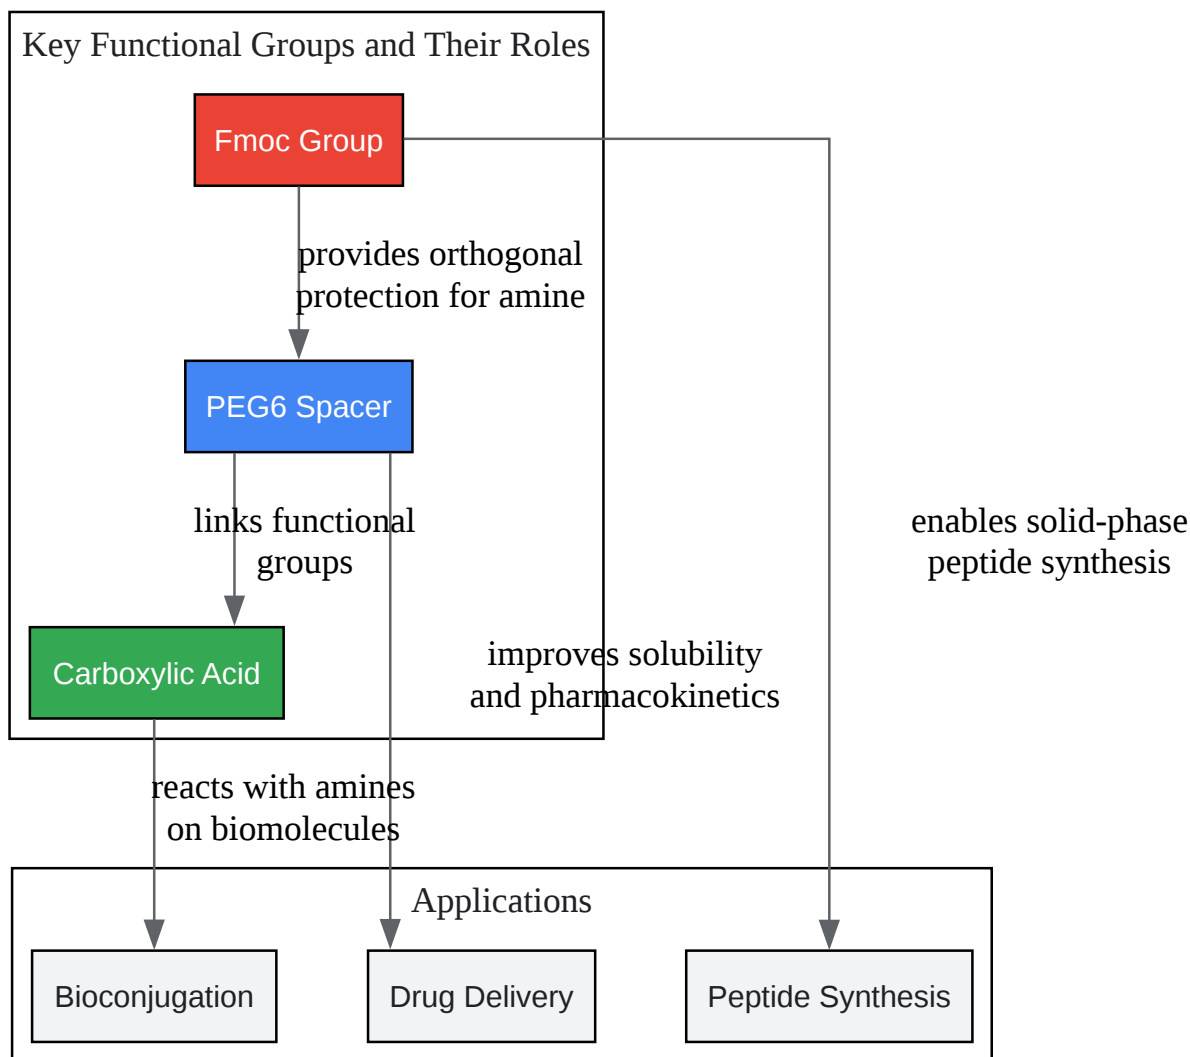 Key Functional Groups and Their Roles
Fmoc Group
provides orthogonal
protection for amine
PEG6 Spacer
links functional
groups
enables solid-phase
peptide synthesis
Carboxylic Acid
improves solubility
and pharmacokinetics
reacts with amines
on biomolecules
Applications
Bioconjugation
Drug Delivery
Peptide Synthesis